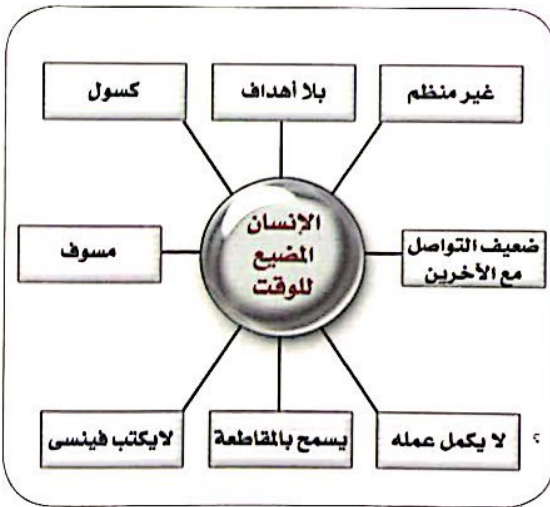 غير منظم
بلا أهداف
كسول
الإنسان
المضيع
للوقت
ضعيف التواصل
مع الأخرين
مسوف
لا يكمل عمله
يسمح بالمقاطعة
لايكتب فينسى
؟